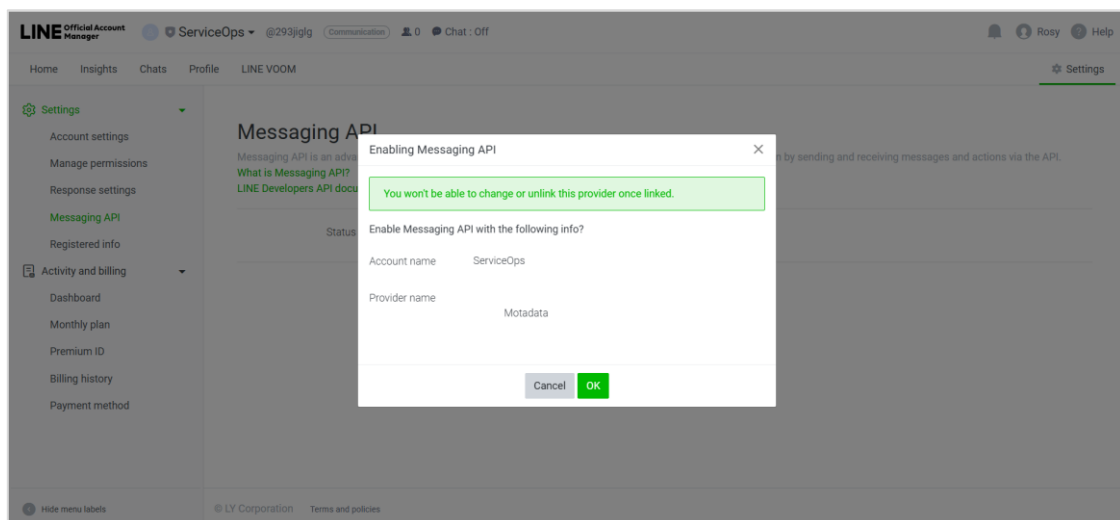 LINE Official Account Manager ServiceOps @293jiglg Communication 0 Chat : Off Rosy ? Help
Home Insights Chats Profile LINE VOOM Settings
Settings
Account settings
Manage permissions
Response settings
Messaging API
Registered info
Activity and billing
Dashboard
Monthly plan
Premium ID
Billing history
Payment method
Hide menu labels
Messaging API
Messaging API is an adva
n by sending and receiving messages and actions via the API.
What is Messaging API?
LINE Developers API docu
Status
Enabling Messaging API
You won't be able to change or unlink this provider once linked.
Enable Messaging API with the following info?
Account name ServiceOps
Provider name
Motadata
Cancel OK
© LY Corporation Terms and policies